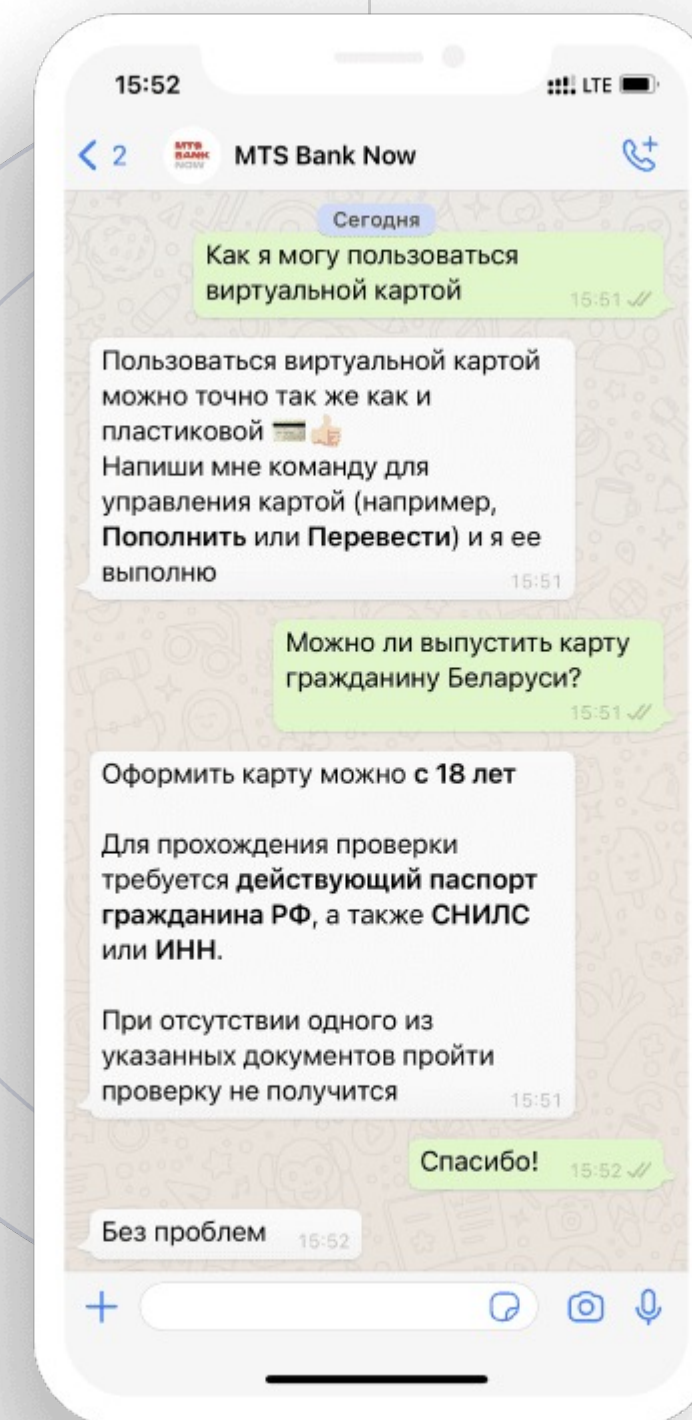 15:52
LTE
2
МТS
BANK
NOW
MTS Bank Now
Сегодня
Как я могу пользоваться
виртуальной картой
15:51
Пользоваться виртуальной картой
можно точно так же как и
пластиковой 💳👍🏻
Напиши мне команду для
управления картой (например,
Пополнить или Перевести) и я ее
выполню
15:51
Можно ли выпустить карту
гражданину Беларуси?
15:51
Оформить карту можно с 18 лет
Для прохождения проверки
требуется действующий паспорт
гражданина РФ, а также СНИЛС
или ИНН.
При отсутствии одного из
указанных документов пройти
проверку не получится
15:51
Спасибо!
15:52
Без проблем
15:52